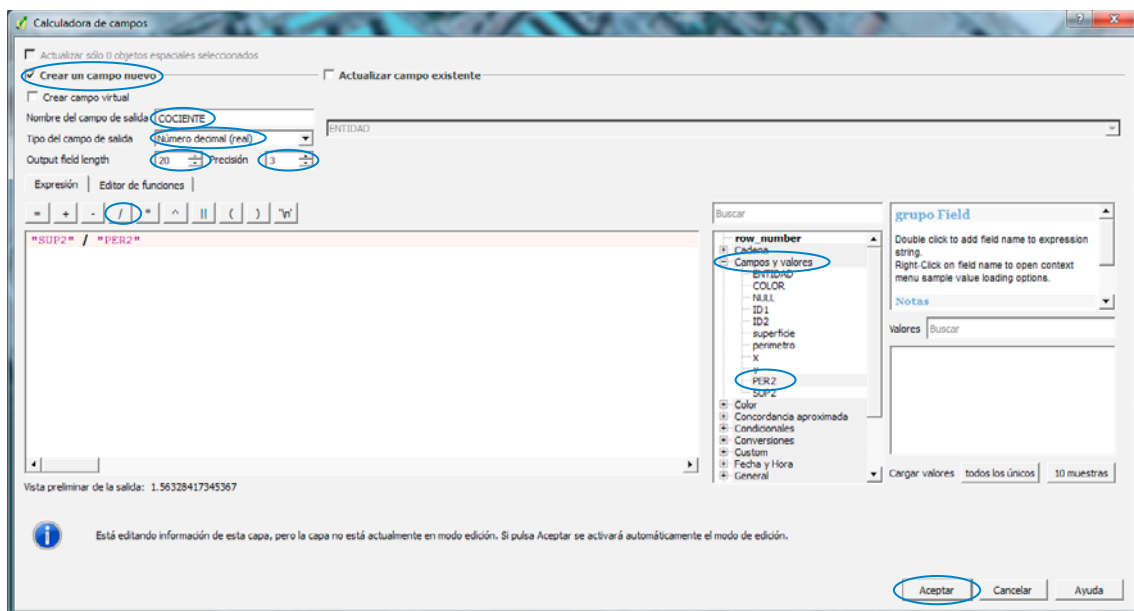 Calculadora de campos
Actualizar sólo 0 objetos espaciales seleccionados
Crear un campo nuevo
Actualizar campo existente
Crear campo virtual
Nombre del campo de salida COCIENTE
Tipo del campo de salida Número decimal (real)
ENTIDAD
Output field length 20 Precisión 3
Expresión Editor de funciones
= + - / * ^ || ( ) '\n'
"SUP2" / "PER2"
Vista preliminar de la salida: 1.56328417345367
Buscar
row_number
Cadena
Campos y valores
ENTIDAD
COLOR
NULL
ID1
ID2
superficie
perimetro
x
y
PER2
SUP2
Color
Concordancia aproximada
Condicionales
Conversiones
Custom
Fecha y Hora
General
grupo Field
Double click to add field name to expression
string.
Right-Click on field name to open context
menu sample value loading options.
Notas
Valores Buscar
Cargar valores todos los únicos 10 muestras
Está editando información de esta capa, pero la capa no está actualmente en modo edición. Si pulsa Aceptar se activará automáticamente el modo de edición.
Aceptar Cancelar Ayuda